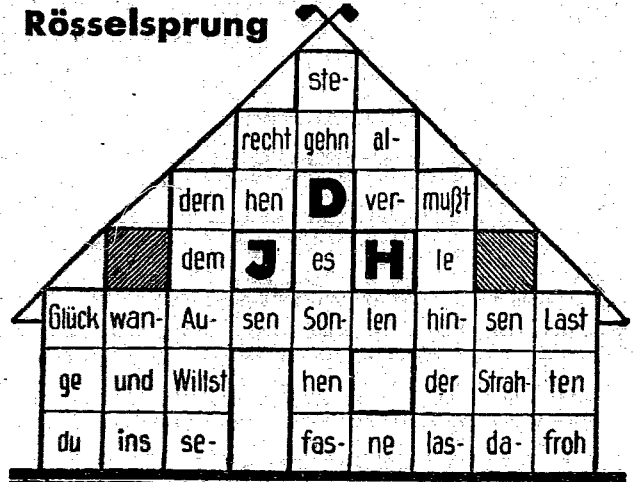 Rösselsprung
ste-
recht gehn al-
dern hen D ver- mußt
dem J es H le
Glück wan- Au- sen Son- len hin- sen Last
ge und Willst hen der Strah- ten
du ins se- fas- ne las- da- froh